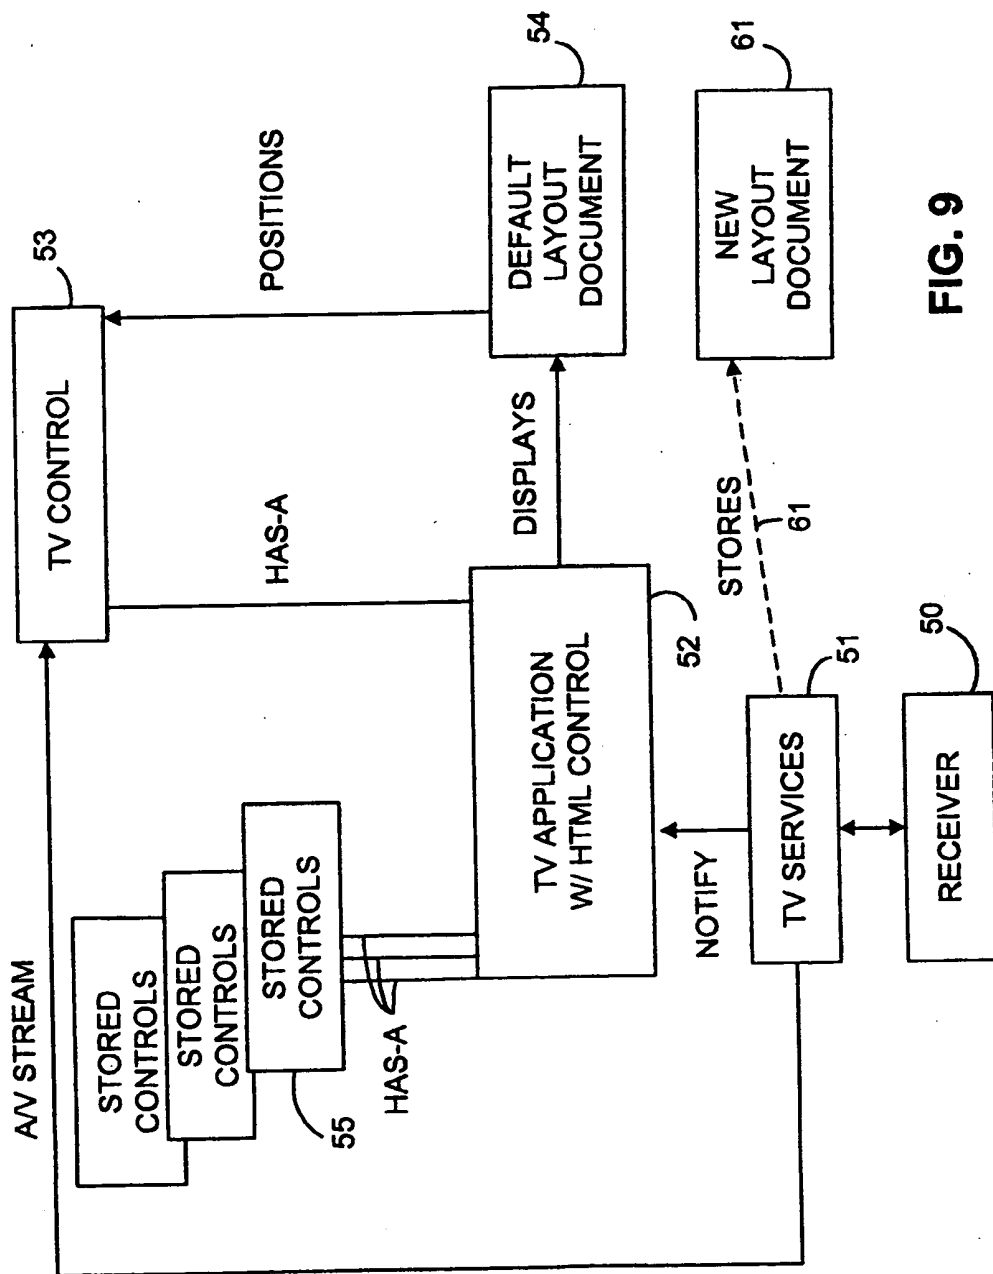 A/V STREAM
TV CONTROL
53
STORED
CONTROLS
STORED
CONTROLS
STORED
CONTROLS
55
HAS-A
HAS-A
POSITIONS
TV APPLICATION
W/ HTML CONTROL
52
DISPLAYS
DEFAULT
LAYOUT
DOCUMENT
54
NOTIFY
STORES
61
NEW
LAYOUT
DOCUMENT
61
TV SERVICES
51
RECEIVER
50
FIG. 9